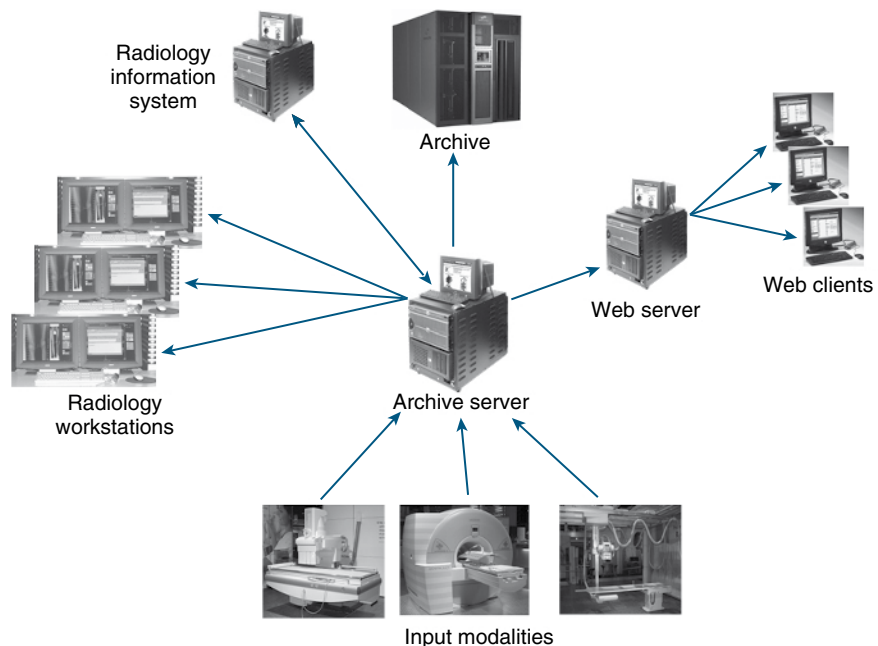 Radiology
information
system
Archive
Web server
Web clients
Radiology
workstations
Archive server
Input modalities